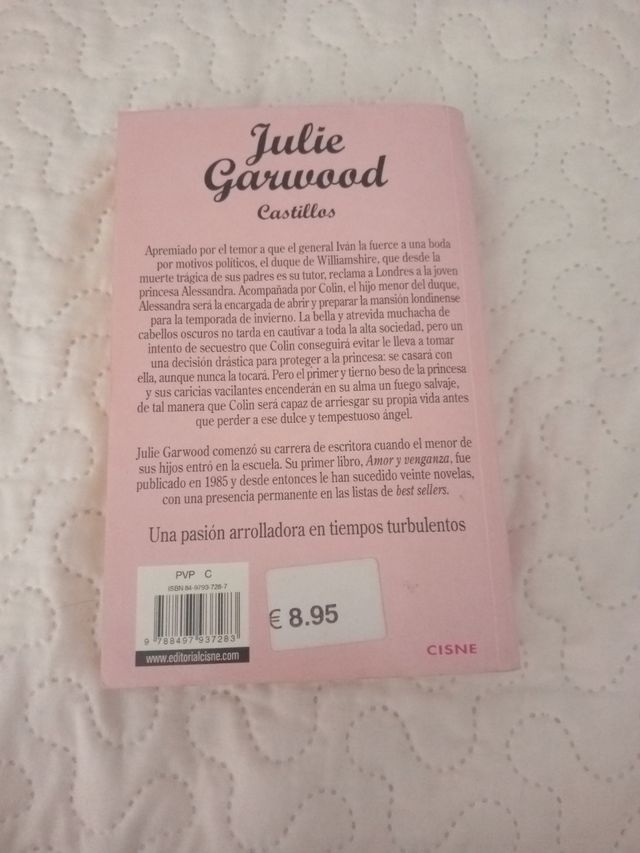 Julie
Garwood
Castillos
Apremiado por el temor a que el general Iván la fuerce a una boda
por motivos políticos, el duque de Williamshire, que desde la
muerte trágica de sus padres es su tutor, reclama a Londres a la joven
princesa Alessandra. Acompañada por Colin, el hijo menor del duque,
Alessandra será la encargada de abrir y preparar la mansión londinense
para la temporada de invierno. La bella y atrevida muchacha de
cabellos oscuros no tarda en cautivar a toda la alta sociedad, pero un
intento de secuestro que Colin conseguirá evitar le lleva a tomar
una decisión drástica para proteger a la princesa: se casará con
ella, aunque nunca la tocará. Pero el primer y tierno beso de la princesa
y sus caricias vacilantes encenderán en su alma un fuego salvaje,
de tal manera que Colin será capaz de arriesgar su propia vida antes
que perder a ese dulce y tempestuoso ángel.
Julie Garwood comenzó su carrera de escritora cuando el menor de
sus hijos entró en la escuela. Su primer libro, Amor y venganza, fue
publicado en 1985 y desde entonces le han sucedido veinte novelas,
con una presencia permanente en las listas de best sellers.
Una pasión arrolladora en tiempos turbulentos
PVP C
ISBN 84-9793-728-7
9 788497 937283
www.editorialcisne.com
€ 8.95
CISNE